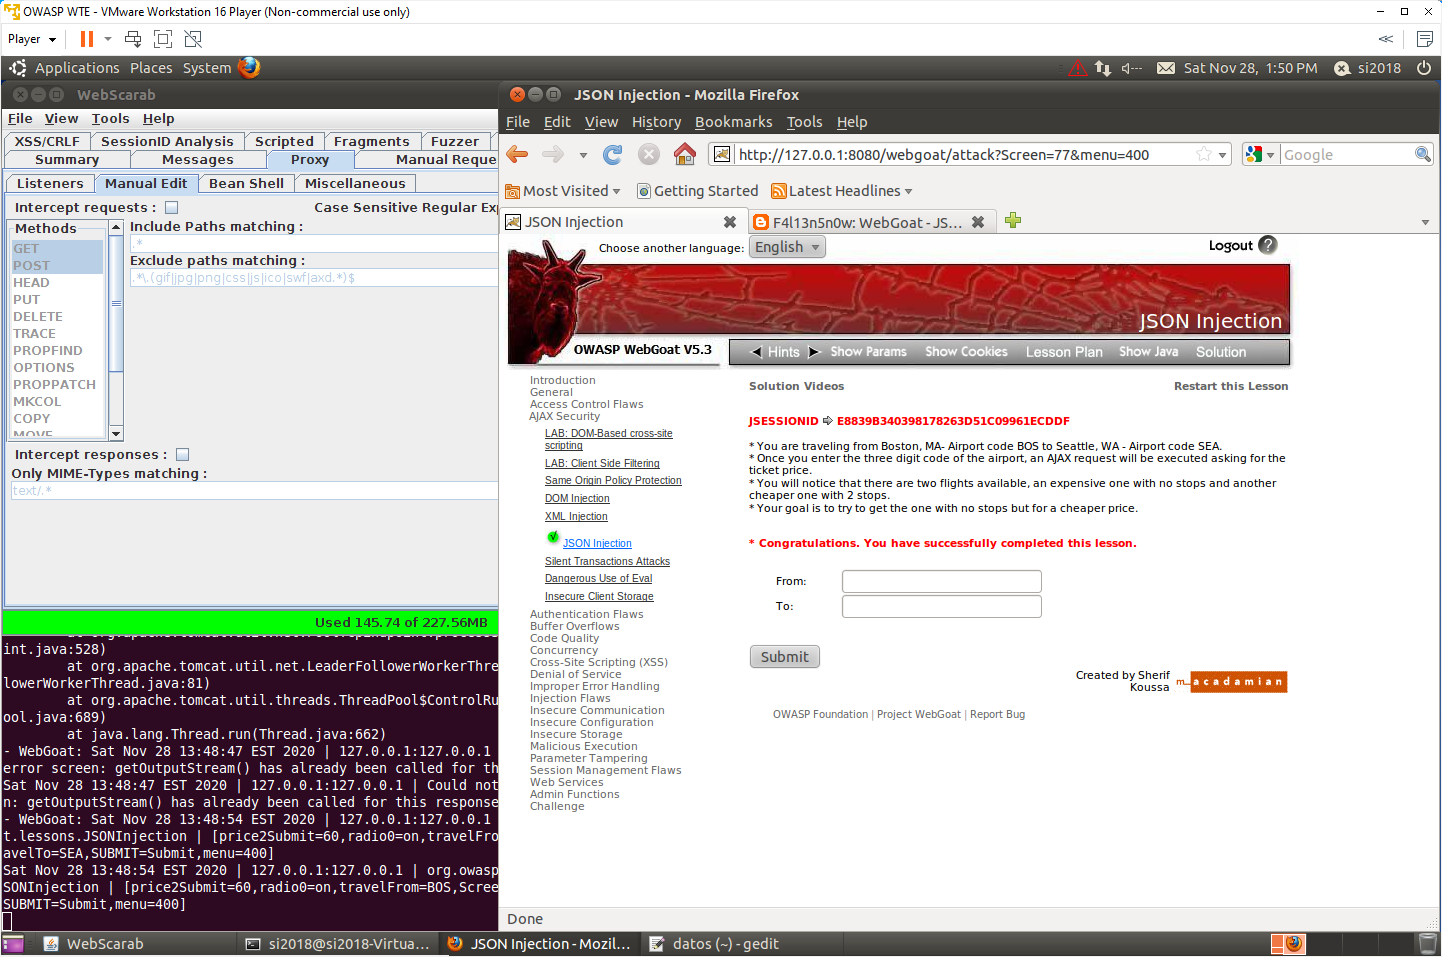 OWASP WTE - VMware Workstation 16 Player (Non-commercial use only)
Player
Applications Places System
Sat Nov 28, 1:50 PM si2018
WebScarab
File View Tools Help
XSS/CRLF SessionID Analysis Scripted Fragments Fuzzer
Summary Messages Proxy Manual Reque
Listeners Manual Edit Bean Shell Miscellaneous
Intercept requests : Case Sensitive Regular Exp
Methods
GET
POST
HEAD
PUT
DELETE
TRACE
PROPFIND
OPTIONS
PROPPATCH
MKCOL
COPY
MOVE
Include Paths matching :
.*
Exclude paths matching :
.*\.(gif|jpg|png|css|js|ico|swf|axd.*)$
Intercept responses :
Only MIME-Types matching :
text/.*
Used 145.74 of 227.56MB
int.java:528)
at org.apache.tomcat.util.net.LeaderFollowerWorkerThre
lowerWorkerThread.java:81)
at org.apache.tomcat.util.threads.ThreadPool$ControlRu
ool.java:689)
at java.lang.Thread.run(Thread.java:662)
- WebGoat: Sat Nov 28 13:48:47 EST 2020 | 127.0.0.1:127.0.0.1
error screen: getOutputStream() has already been called for th
Sat Nov 28 13:48:47 EST 2020 | 127.0.0.1:127.0.0.1 | Could not
n: getOutputStream() has already been called for this response
- WebGoat: Sat Nov 28 13:48:54 EST 2020 | 127.0.0.1:127.0.0.1
t.lessons.JSONInjection | [price2Submit=60,radio0=on,travelFro
avelTo=SEA,SUBMIT=Submit,menu=400]
Sat Nov 28 13:48:54 EST 2020 | 127.0.0.1:127.0.0.1 | org.owasp
SONInjection | [price2Submit=60,radio0=on,travelFrom=BOS,Scree
SUBMIT=Submit,menu=400]
JSON Injection - Mozilla Firefox
File Edit View History Bookmarks Tools Help
http://127.0.0.1:8080/webgoat/attack?Screen=77&menu=400
Google
Most Visited Getting Started Latest Headlines
JSON Injection F4l13n5n0w: WebGoat - JS...
Choose another language: English
Logout ?
JSON Injection
OWASP WebGoat V5.3
Hints Show Params Show Cookies Lesson Plan Show Java Solution
Introduction
General
Access Control Flaws
AJAX Security
LAB: DOM-Based cross-site
scripting
LAB: Client Side Filtering
Same Origin Policy Protection
DOM Injection
XML Injection
JSON Injection
Silent Transactions Attacks
Dangerous Use of Eval
Insecure Client Storage
Authentication Flaws
Buffer Overflows
Code Quality
Concurrency
Cross-Site Scripting (XSS)
Denial of Service
Improper Error Handling
Injection Flaws
Insecure Communication
Insecure Configuration
Insecure Storage
Malicious Execution
Parameter Tampering
Session Management Flaws
Web Services
Admin Functions
Challenge
Solution Videos Restart this Lesson
JSESSIONID E8839B340398178263D51C09961ECDDF
* You are traveling from Boston, MA- Airport code BOS to Seattle, WA - Airport code SEA.
* Once you enter the three digit code of the airport, an AJAX request will be executed asking for the
ticket price.
* You will notice that there are two flights available, an expensive one with no stops and another
cheaper one with 2 stops.
* Your goal is to try to get the one with no stops but for a cheaper price.
* Congratulations. You have successfully completed this lesson.
From:
To:
Submit
Created by Sherif
Koussa
macadamian
OWASP Foundation | Project WebGoat | Report Bug
Done
WebScarab si2018@si2018-Virtua... JSON Injection - Mozil... datos (~) - gedit